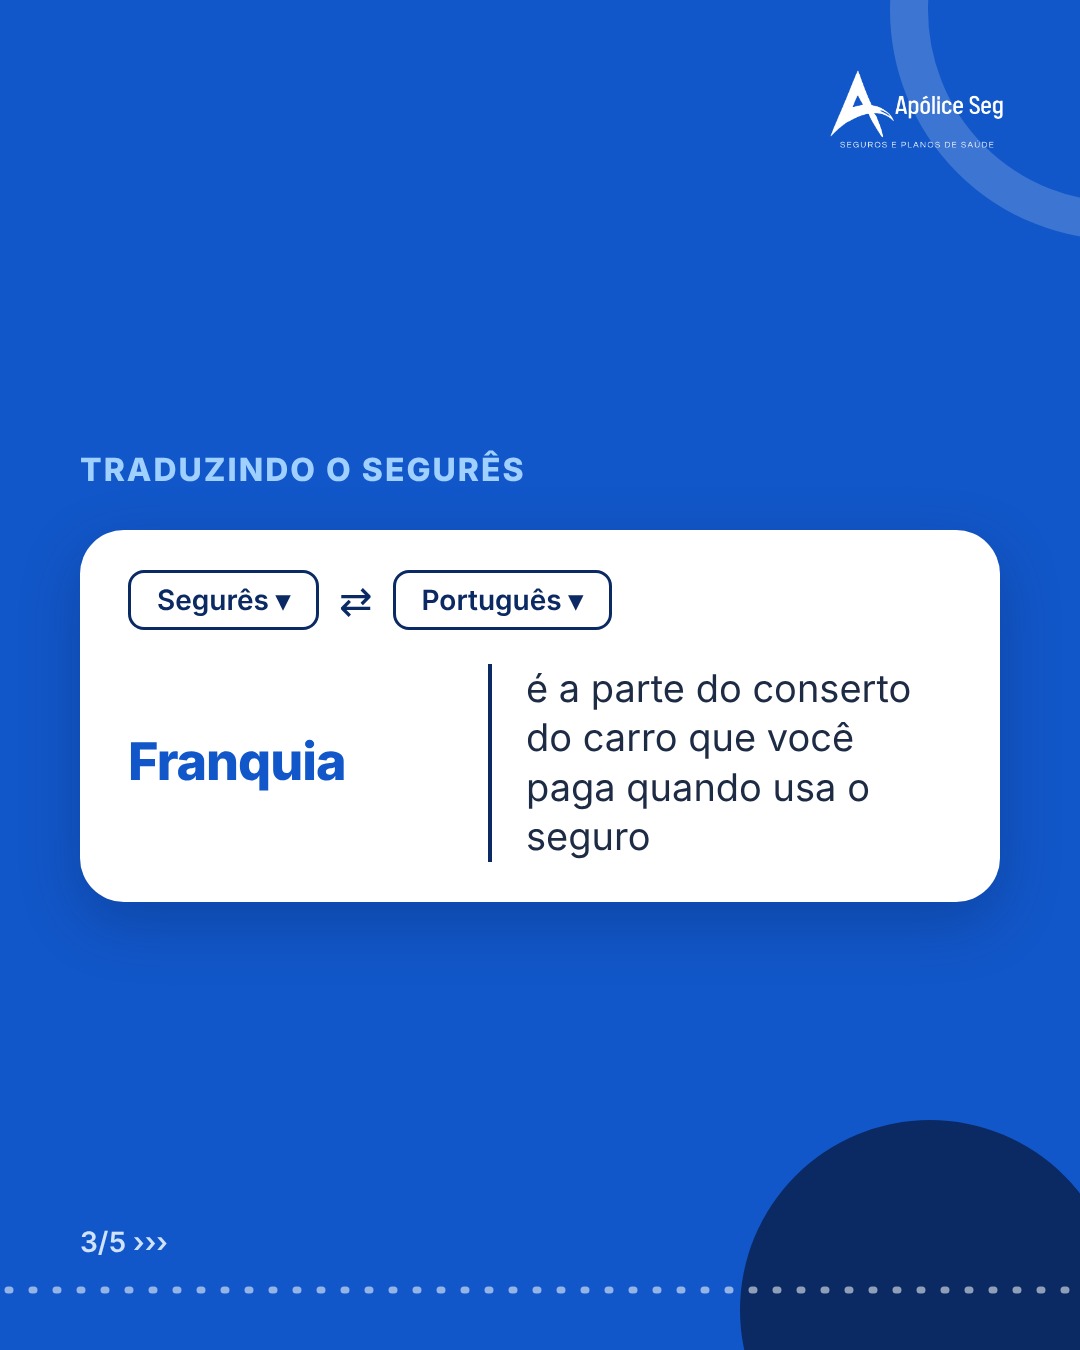 Apólice Seg
SEGUROS E PLANOS DE SAÚDE
TRADUZINDO O SEGURÊS
Segurês ▾ ⇄ Português ▾
Franquia
é a parte do conserto
do carro que você
paga quando usa o
seguro
3/5 ›››